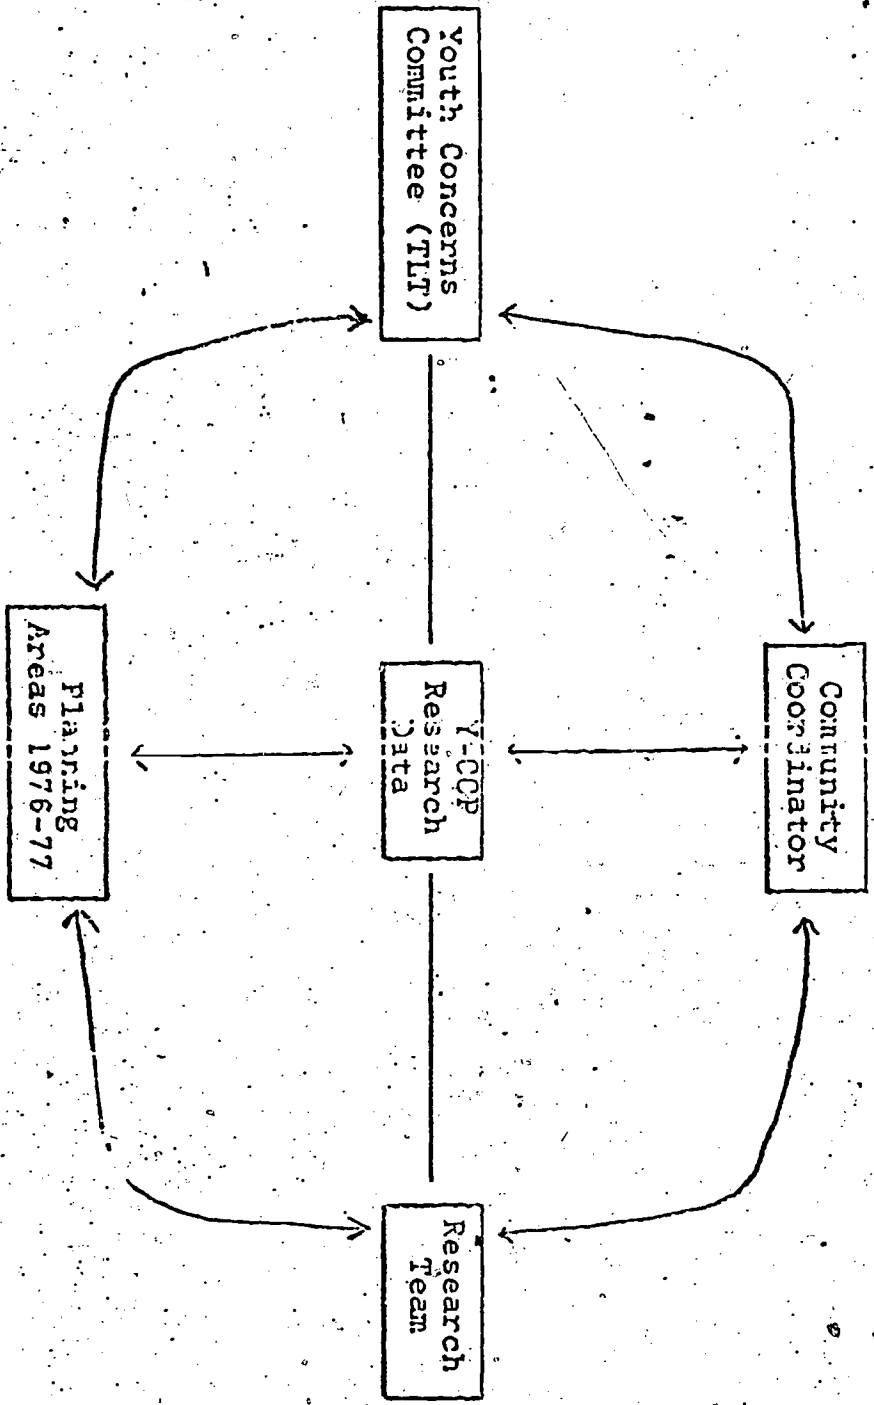 Community
Coordinator
Youth Concerns
Committee (TLT)
Y-CCP
Research
Data
Research
Team
Planning
Areas 1976-77